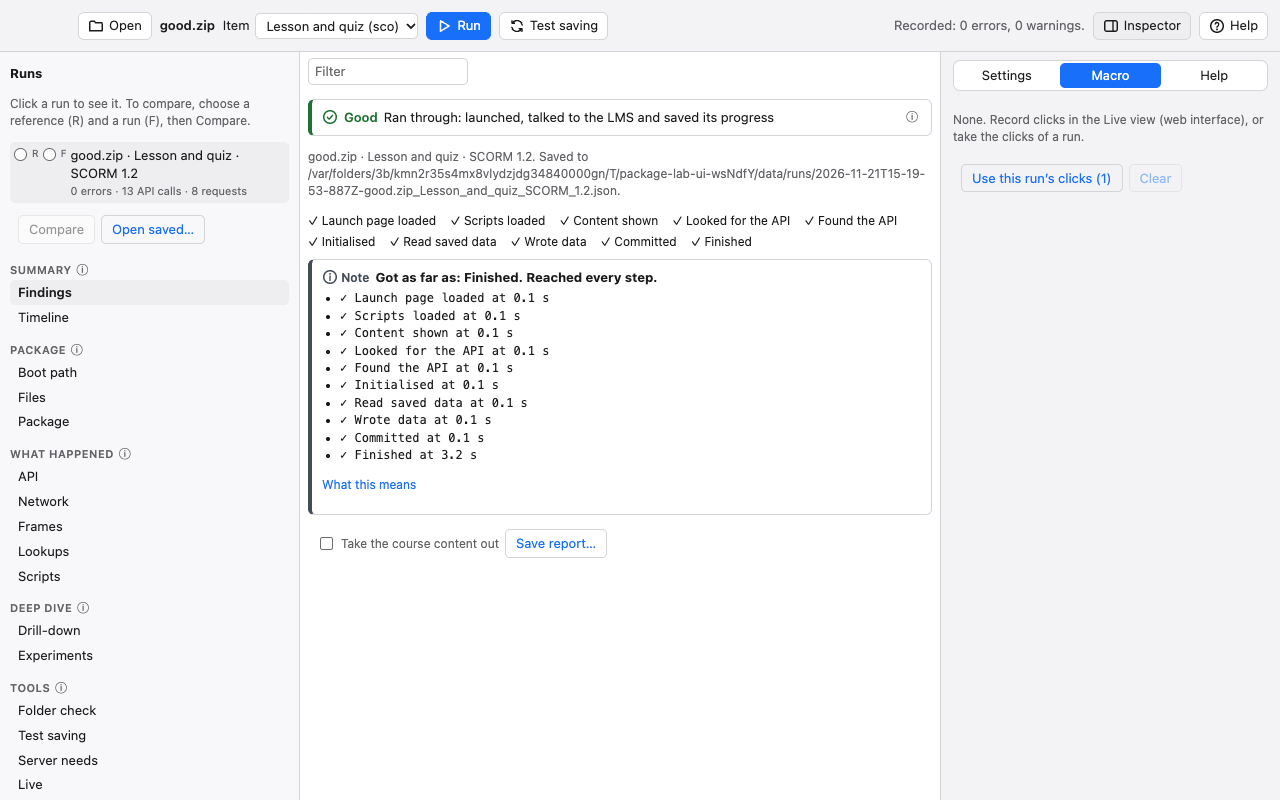 Open
good.zip
Item
Lesson and quiz (sco)
Run
Test saving
Recorded: 0 errors, 0 warnings.
Inspector
Help
Runs
Click a run to see it. To compare, choose a
reference (R) and a run (F), then Compare.
R
F
good.zip · Lesson and quiz ·
SCORM 1.2
0 errors · 13 API calls · 8 requests
Compare
Open saved…
SUMMARY
Findings
Timeline
PACKAGE
Boot path
Files
Package
WHAT HAPPENED
API
Network
Frames
Lookups
Scripts
DEEP DIVE
Drill-down
Experiments
TOOLS
Folder check
Test saving
Server needs
Live
Filter
Good Ran through: launched, talked to the LMS and saved its progress
good.zip · Lesson and quiz · SCORM 1.2. Saved to
/var/folders/3b/kmn2r35s4mx8vlydzjdg34840000gn/T/package-lab-ui-wsNdfY/data/runs/2026-11-21T15-19-
53-887Z-good.zip_Lesson_and_quiz_SCORM_1.2.json.
✓ Launch page loaded ✓ Scripts loaded ✓ Content shown ✓ Looked for the API ✓ Found the API
✓ Initialised ✓ Read saved data ✓ Wrote data ✓ Committed ✓ Finished
Note Got as far as: Finished. Reached every step.
• ✓ Launch page loaded at 0.1 s
• ✓ Scripts loaded at 0.1 s
• ✓ Content shown at 0.1 s
• ✓ Looked for the API at 0.1 s
• ✓ Found the API at 0.1 s
• ✓ Initialised at 0.1 s
• ✓ Read saved data at 0.1 s
• ✓ Wrote data at 0.1 s
• ✓ Committed at 0.1 s
• ✓ Finished at 3.2 s
What this means
Take the course content out
Save report…
Settings
Macro
Help
None. Record clicks in the Live view (web interface), or
take the clicks of a run.
Use this run's clicks (1)
Clear